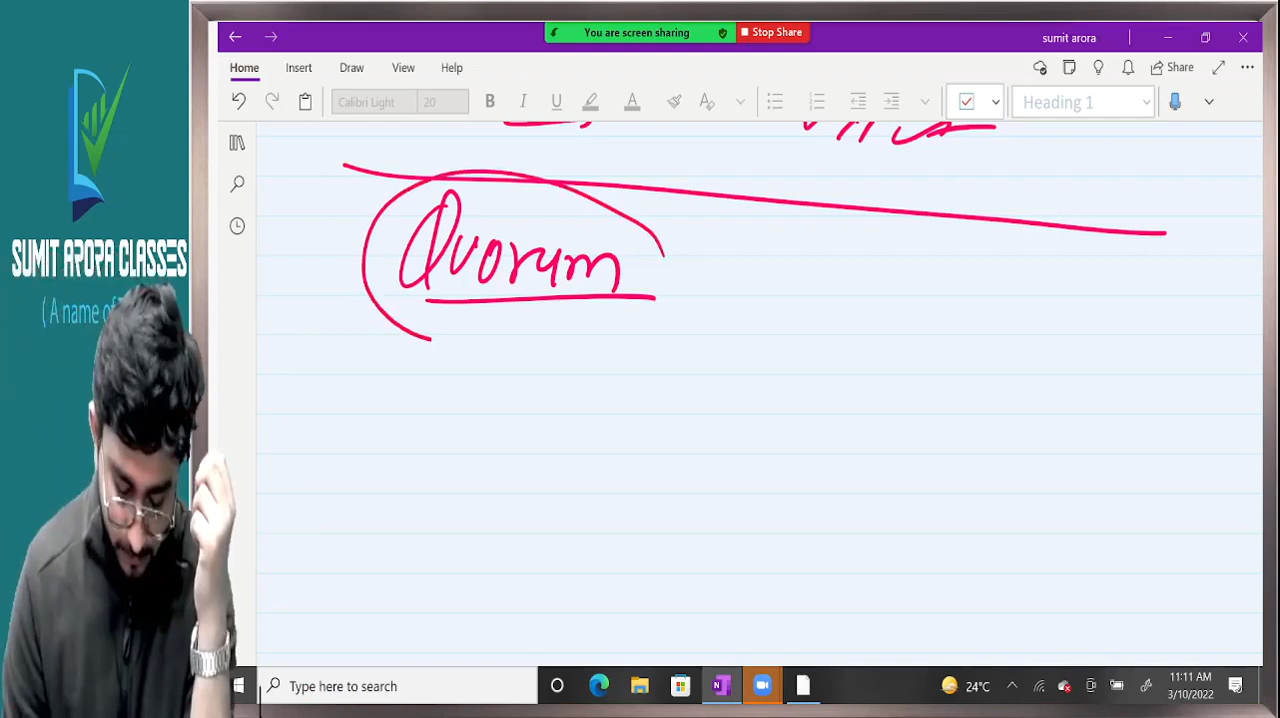 You are screen sharing
Stop Share
sumit arora
Home Insert Draw View Help
Share
Calibri Light 20 B I U A Heading 1
Quorum
SUMIT ARORA CLASSES
( A name of
Type here to search
24°C
11:11 AM
3/10/2022